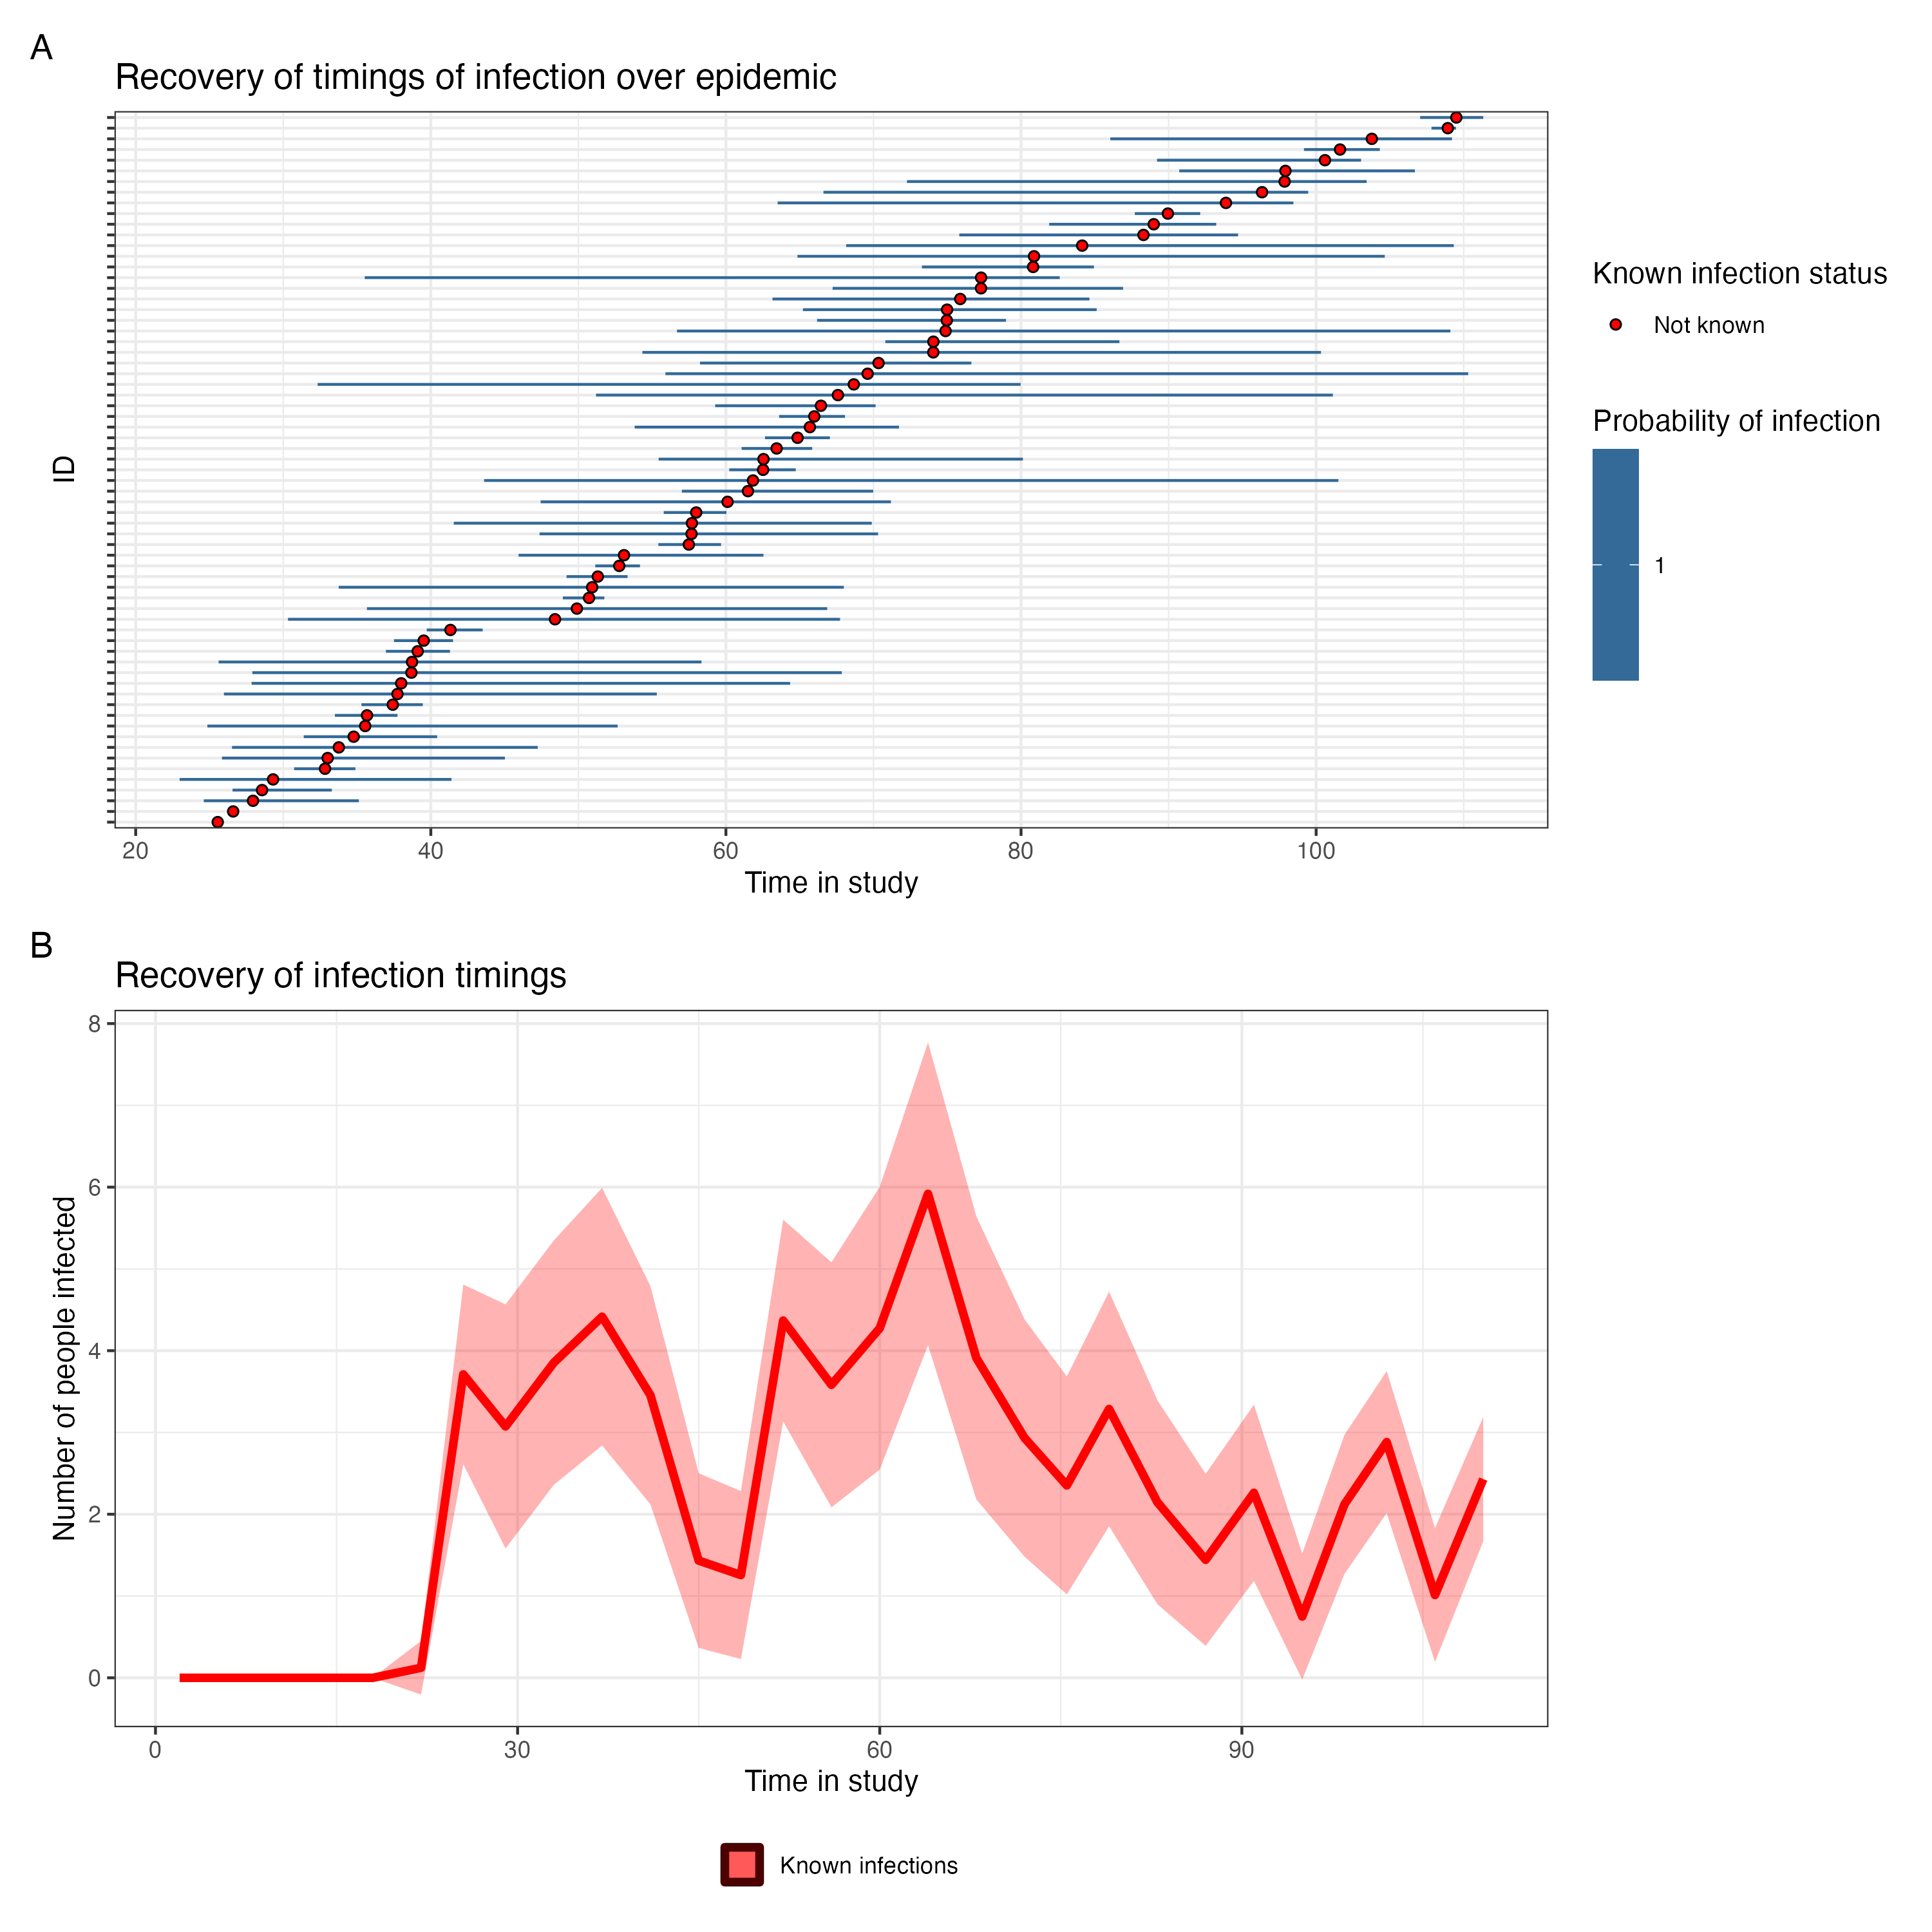 A
Recovery of timings of infection over epidemic
ID
20 40 60 80 100
Time in study
Known infection status
Not known
Probability of infection
1
B
Recovery of infection timings
Number of people infected
8
6
4
2
0
0 30 60 90
Time in study
Known infections